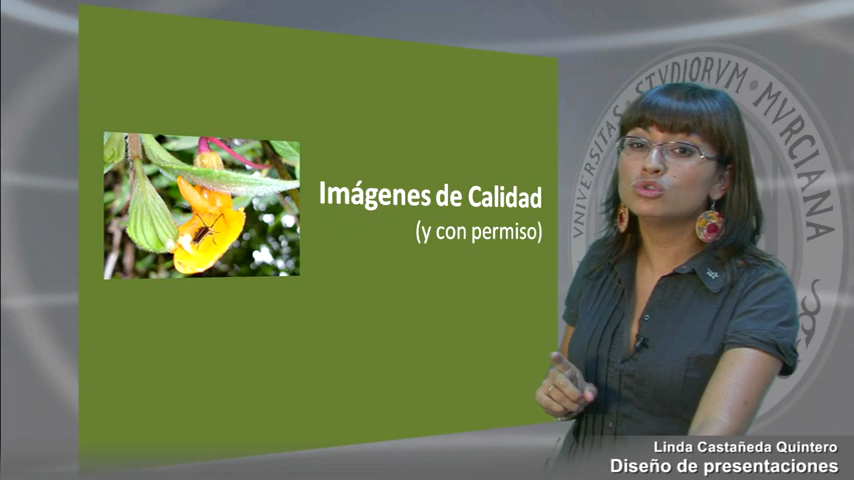 Imágenes de Calidad
(y con permiso)
VNIVERSITAS · STVDIORVM · MVRCIANA
Linda Castañeda Quintero
Diseño de presentaciones